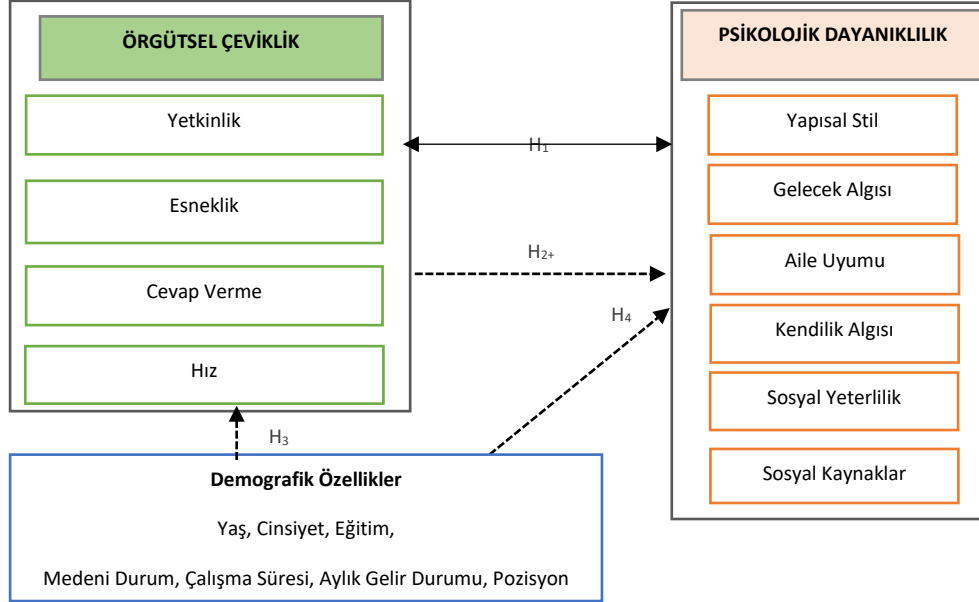 ÖRGÜTSEL ÇEVİKLİK
Yetkinlik
Esneklik
Cevap Verme
Hız
H1
H2+
H4
H3
PSİKOLOJİK DAYANIKLILIK
Yapısal Stil
Gelecek Algısı
Aile Uyumu
Kendilik Algısı
Sosyal Yeterlilik
Sosyal Kaynaklar
Demografik Özellikler
Yaş, Cinsiyet, Eğitim,
Medeni Durum, Çalışma Süresi, Aylık Gelir Durumu, Pozisyon